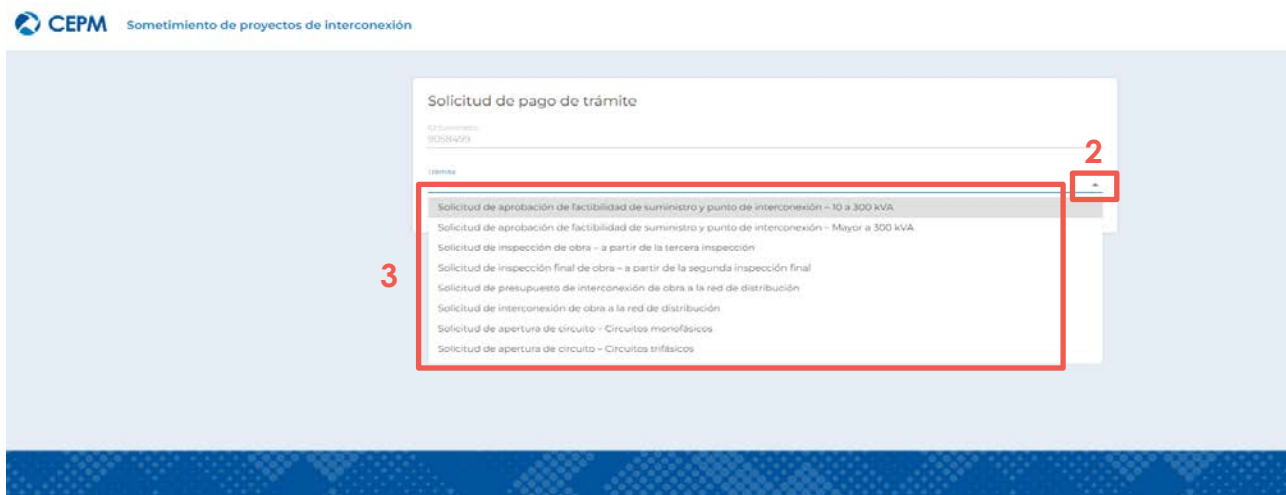 CEPM Sometimiento de proyectos de interconexión
Solicitud de pago de trámite
ID Suministro
9058499
2
Trámite
Solicitud de aprobación de factibilidad de suministro y punto de interconexión – 10 a 300 kVA
Solicitud de aprobación de factibilidad de suministro y punto de interconexión – Mayor a 300 kVA
Solicitud de inspección de obra – a partir de la tercera inspección
3
Solicitud de inspección final de obra – a partir de la segunda inspección final
Solicitud de presupuesto de interconexión de obra a la red de distribución
Solicitud de interconexión de obra a la red de distribución
Solicitud de apertura de circuito – Circuitos monofásicos
Solicitud de apertura de circuito – Circuitos trifásicos